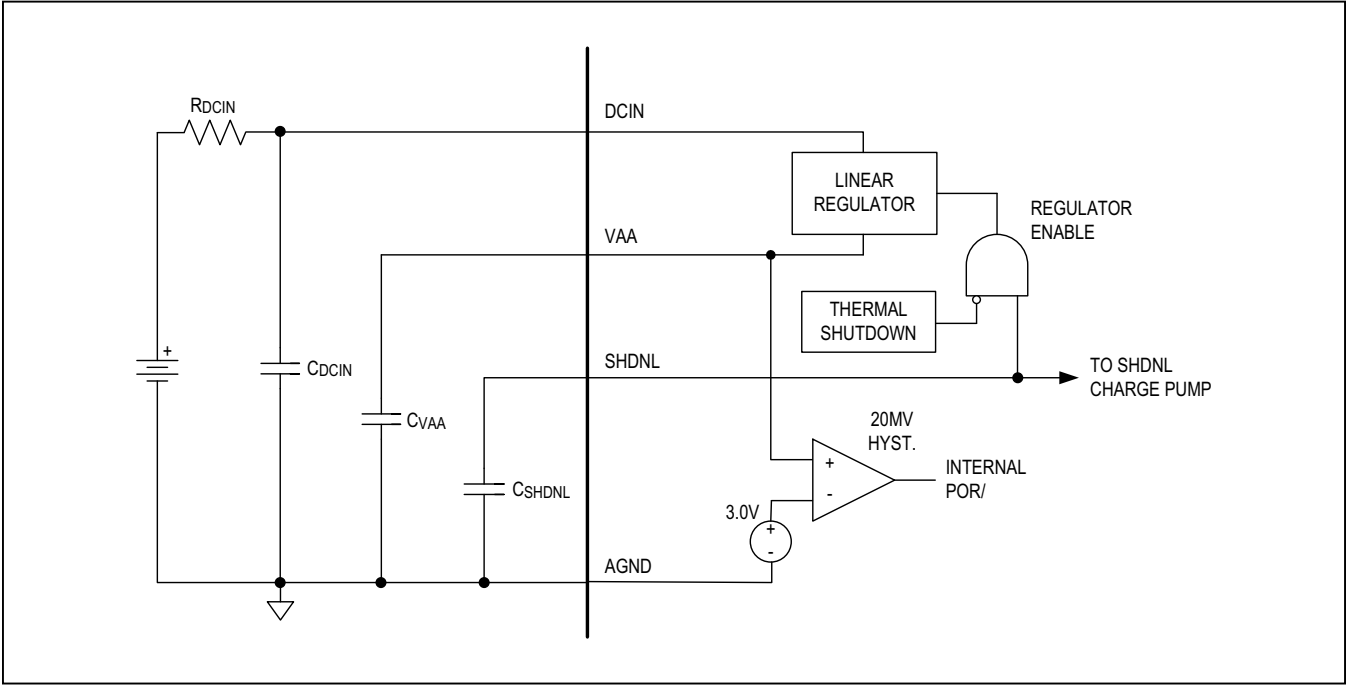 RDCIN
DCIN
LINEAR
REGULATOR
REGULATOR
ENABLE
VAA
THERMAL
SHUTDOWN
+
CDCIN
SHDNL
TO SHDNL
CHARGE PUMP
CVAA
20MV
HYST.
+
-
INTERNAL
POR/
CSHDNL
3.0V
+
-
AGND